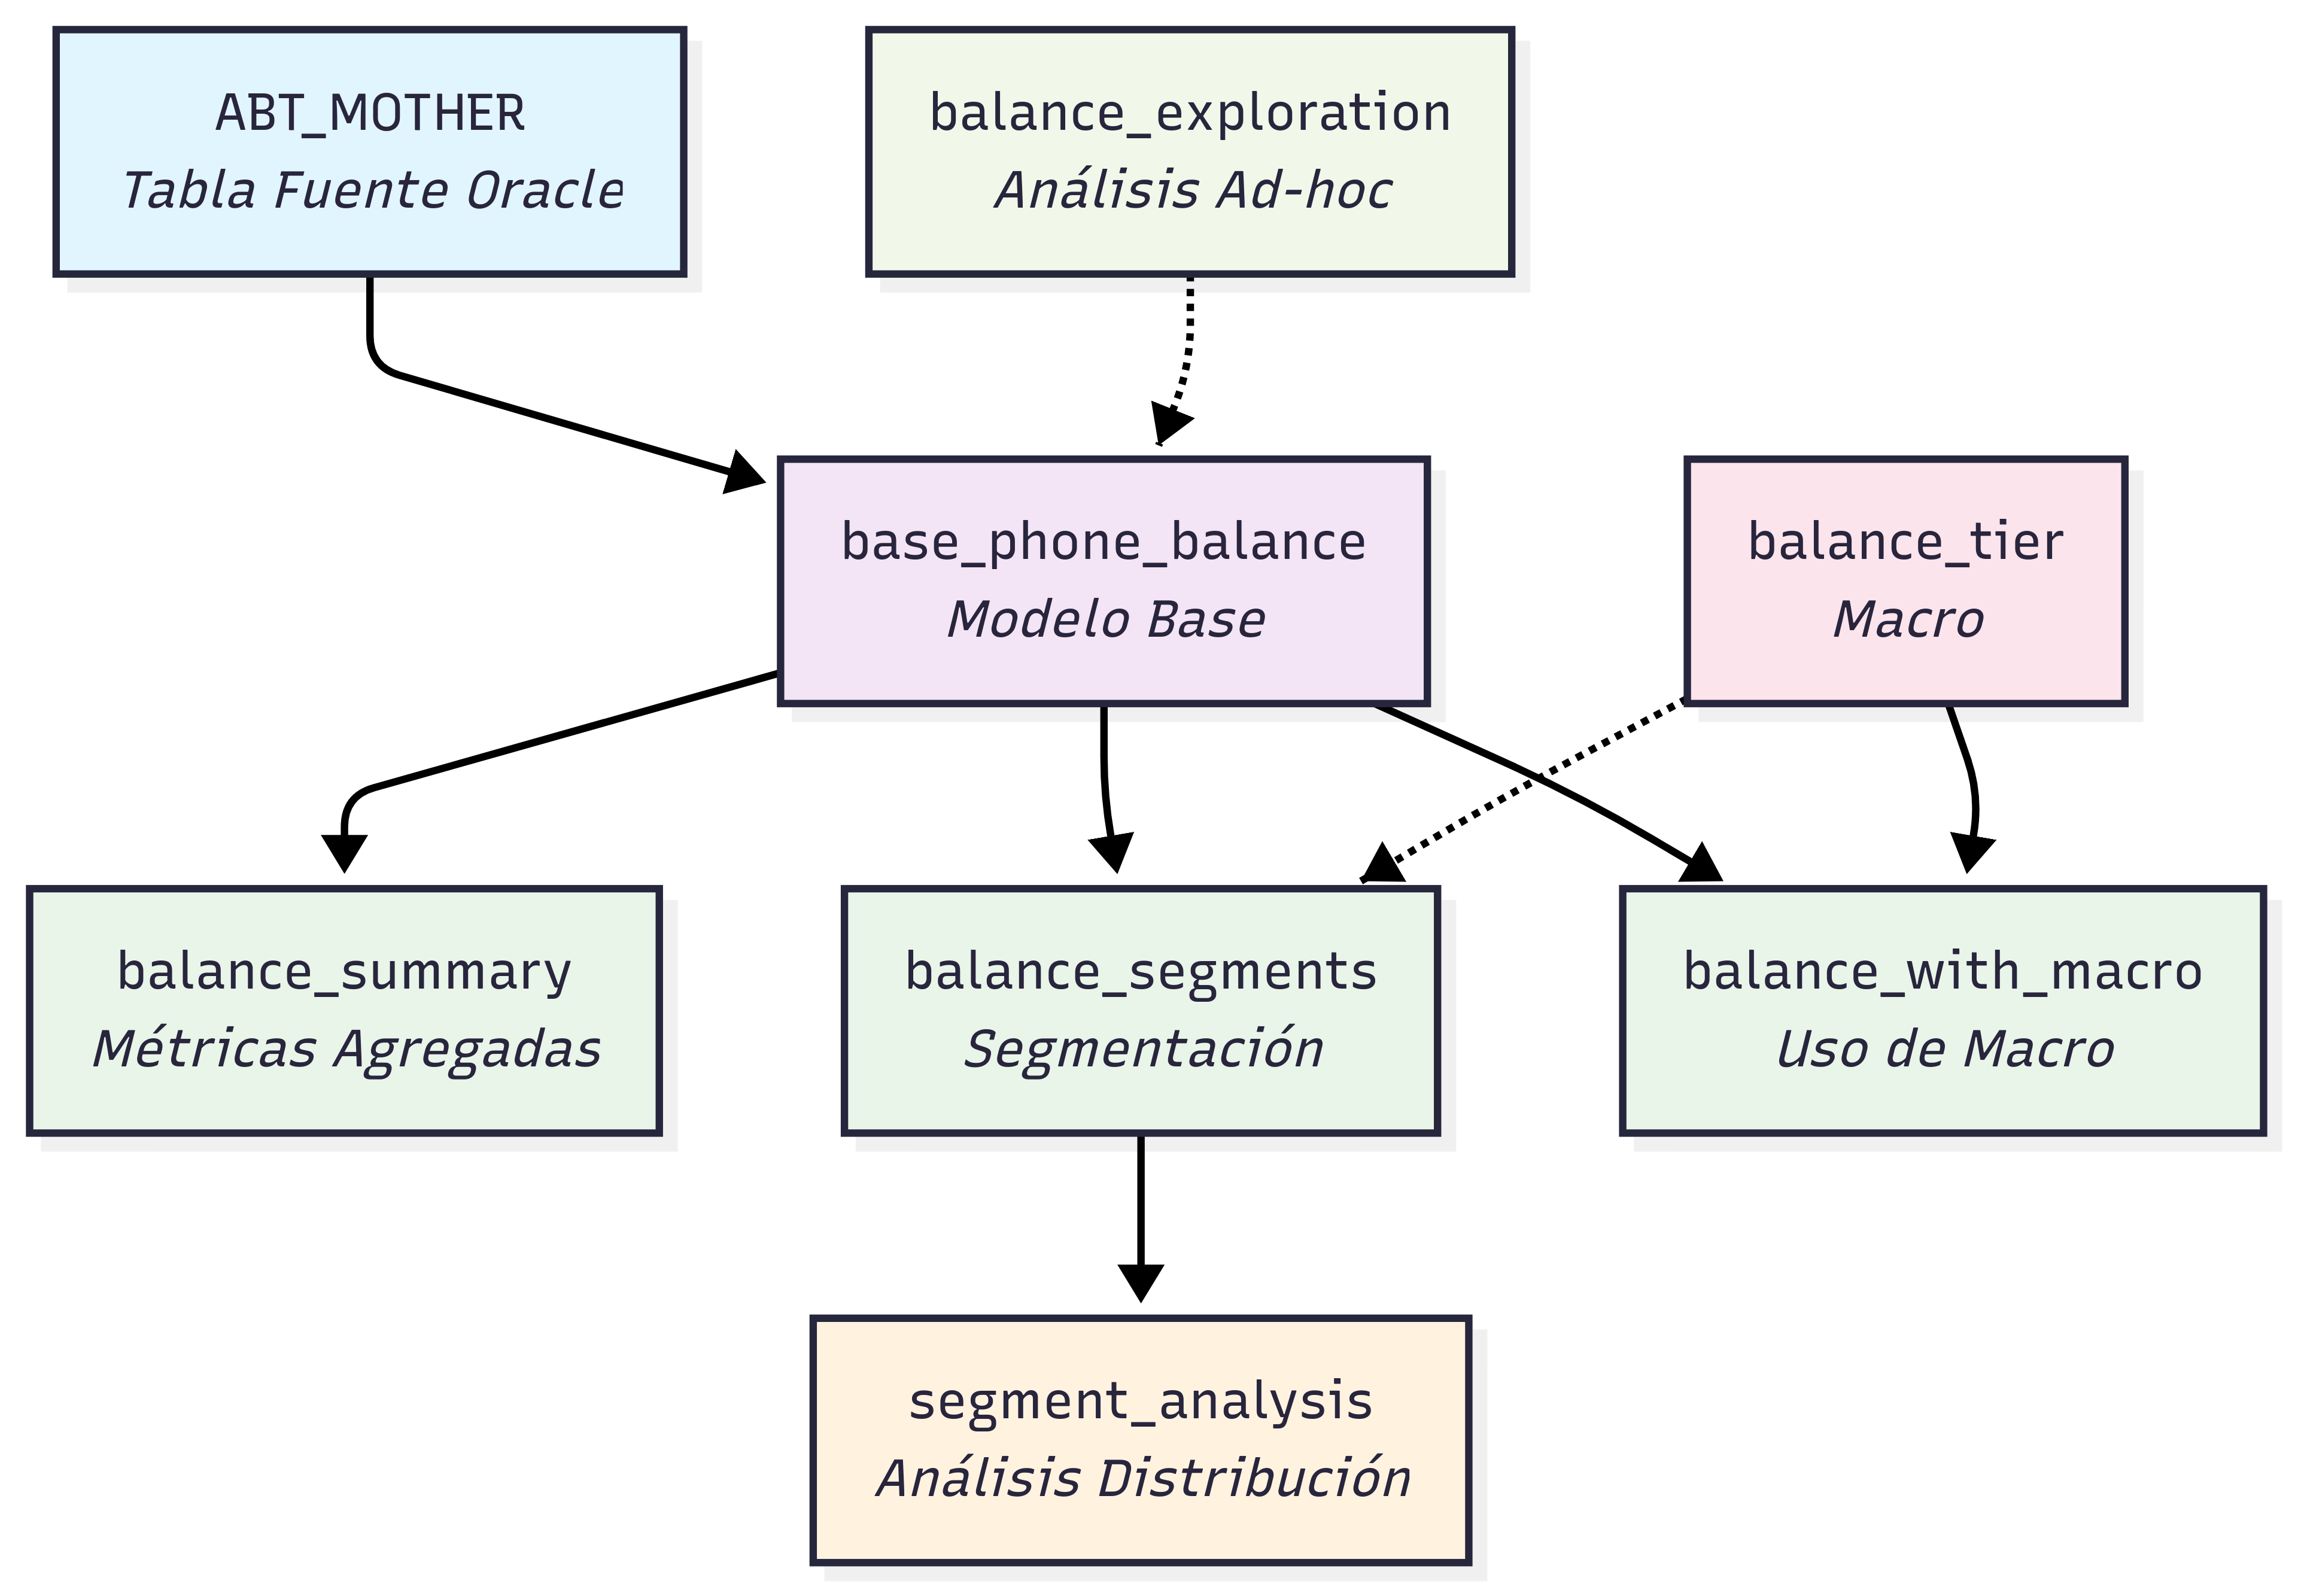 ABT_MOTHER
Tabla Fuente Oracle
balance_exploration
Análisis Ad-hoc
base_phone_balance
Modelo Base
balance_tier
Macro
balance_summary
Métricas Agregadas
balance_segments
Segmentación
balance_with_macro
Uso de Macro
segment_analysis
Análisis Distribución